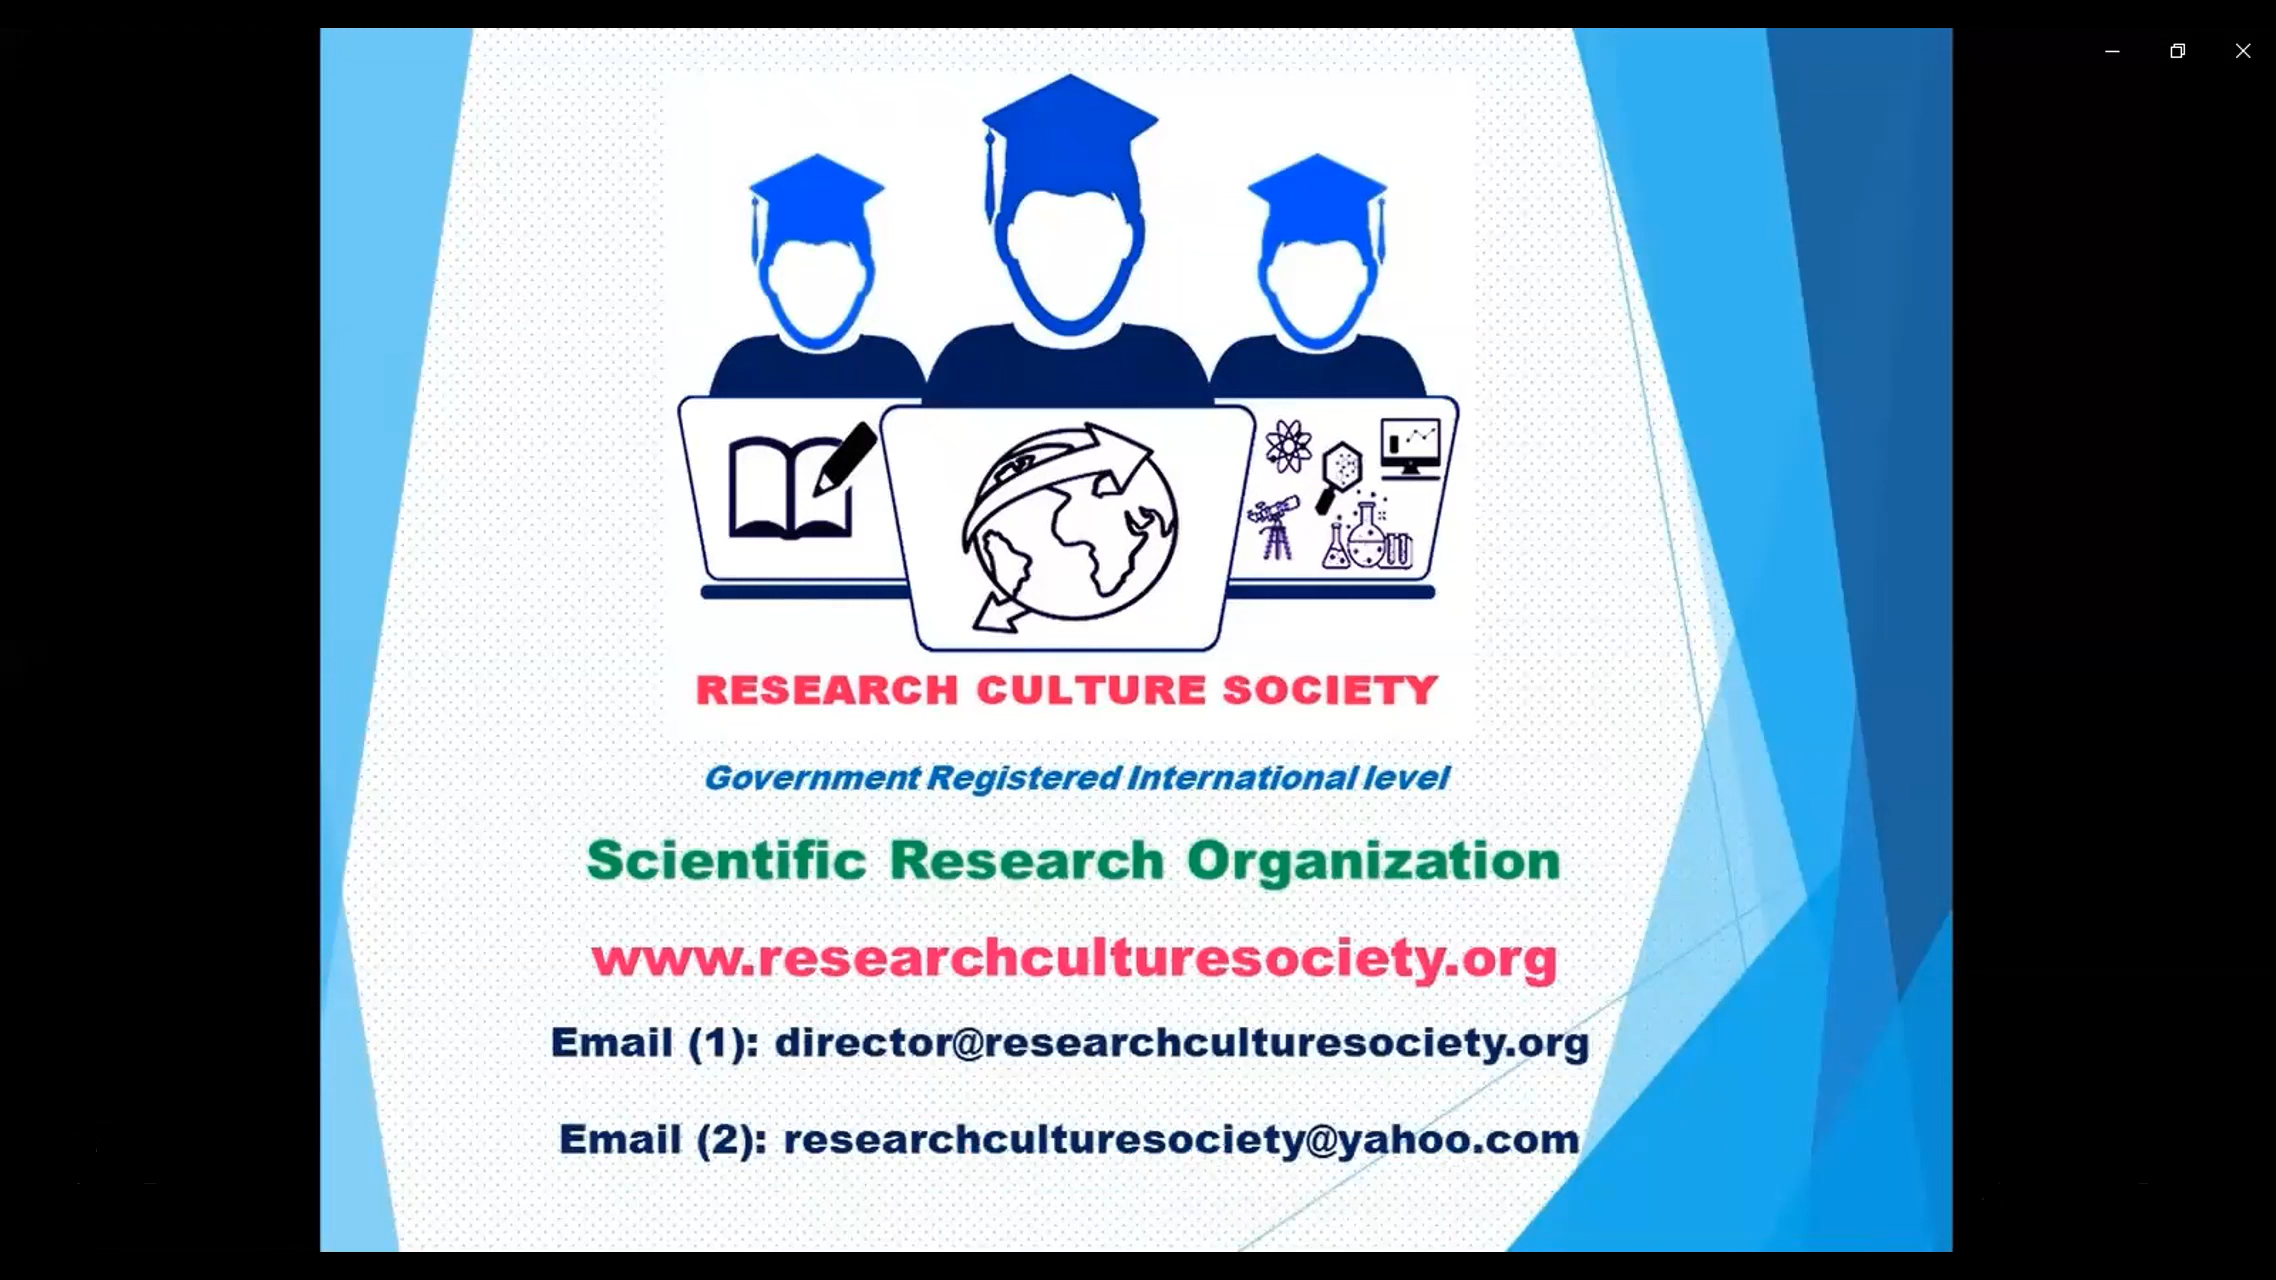 RESEARCH CULTURE SOCIETY
Government Registered International level
Scientific Research Organization
www.researchculturesociety.org
Email (1): director@researchculturesociety.org
Email (2): researchculturesociety@yahoo.com